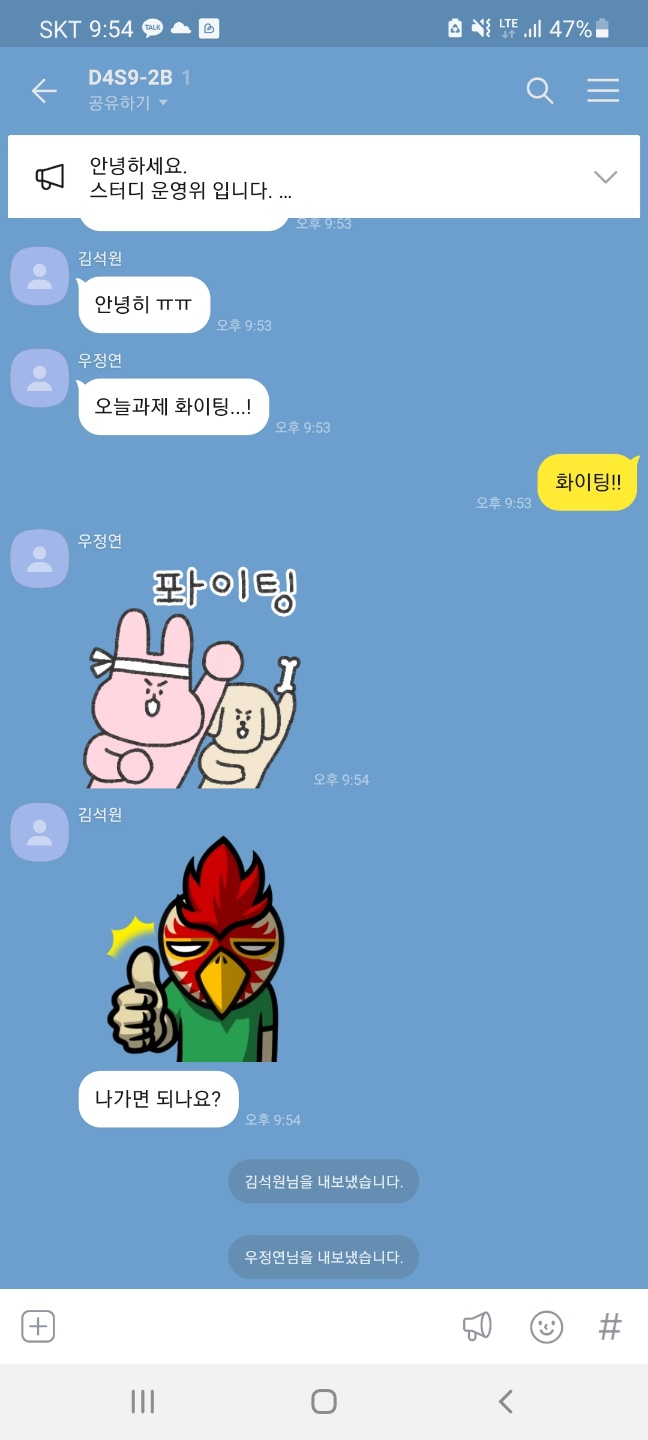 SKT 9:54 TALK LTE 47%
D4S9-2B 1
공유하기
안녕하세요.
스터디 운영위 입니다. ...
오후 9:53
김석원
안녕히 ㅠㅠ
오후 9:53
우정연
오늘과제 화이팅...!
오후 9:53
화이팅!!
오후 9:53
우정연
퐈이팅
오후 9:54
김석원
나가면 되나요?
오후 9:54
김석원님을 내보냈습니다.
우정연님을 내보냈습니다.
#